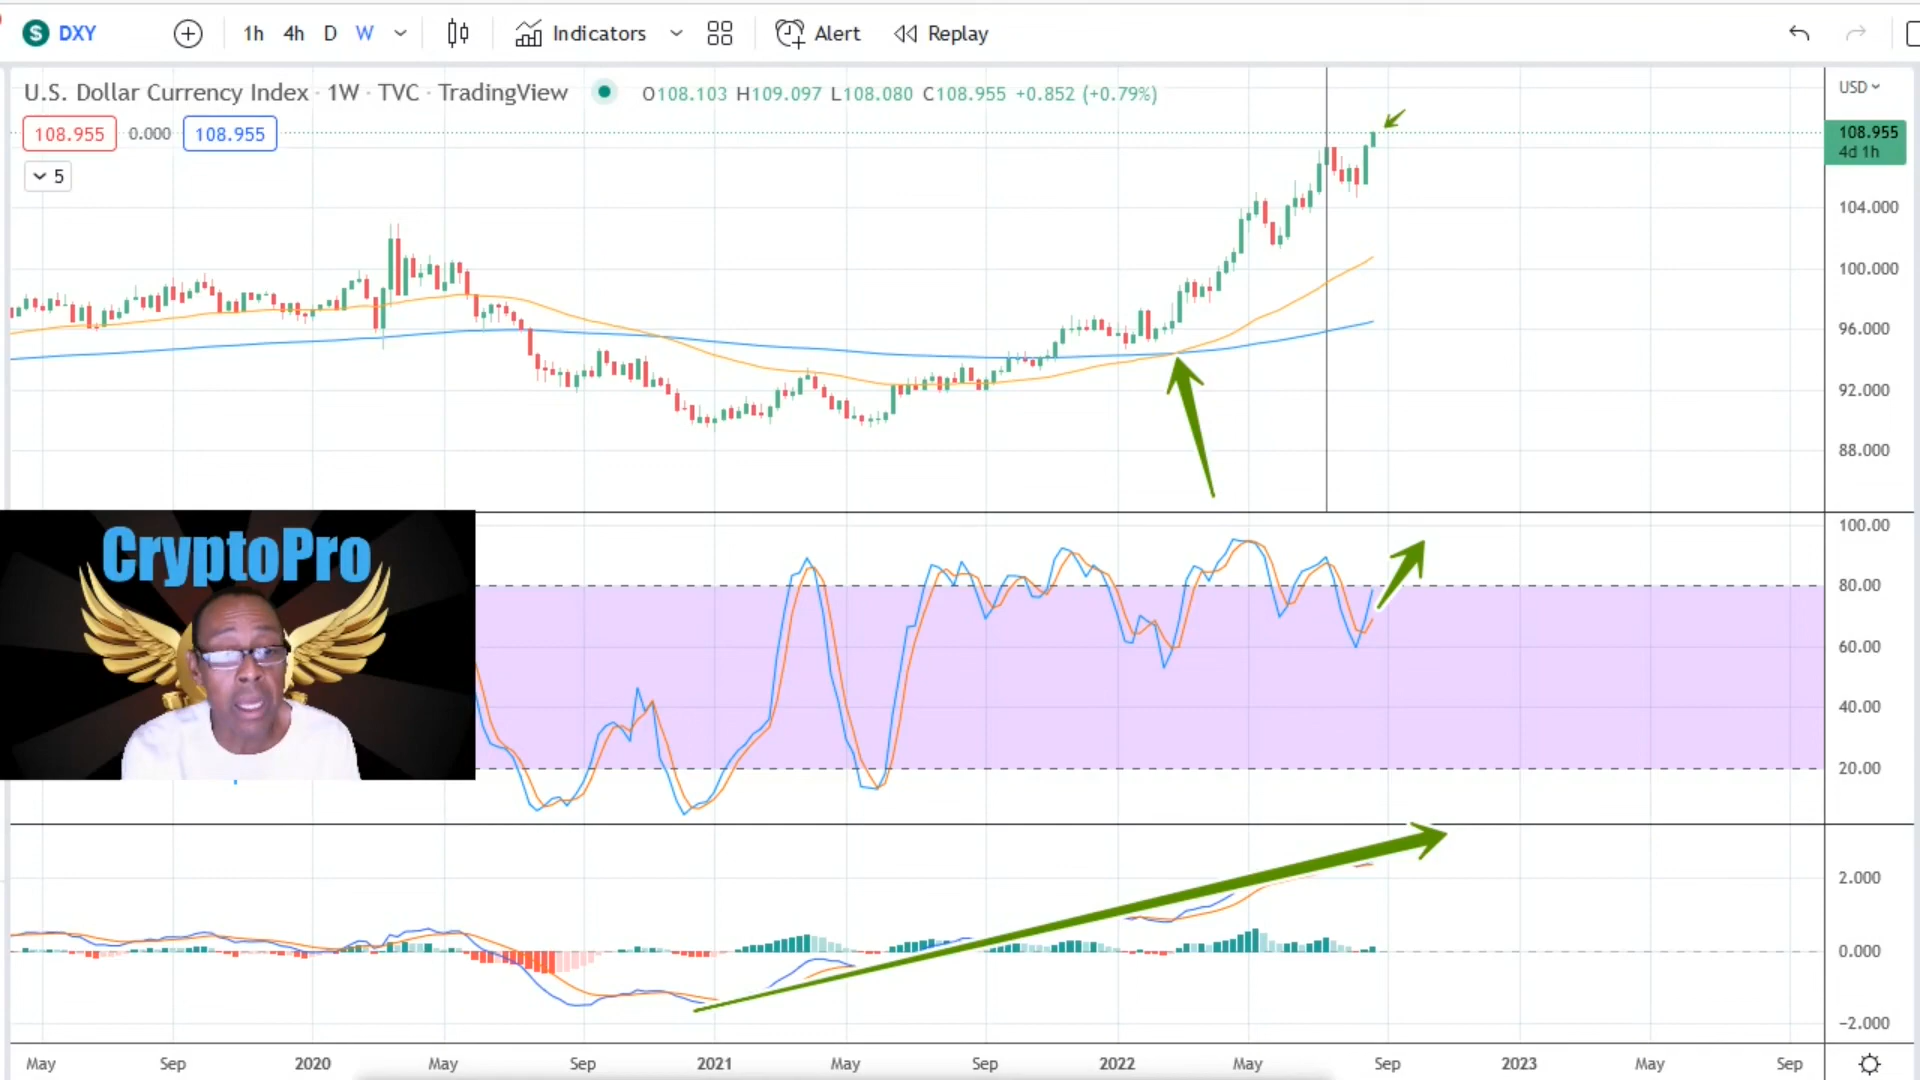 DXY 1h 4h D W Indicators Alert Replay
U.S. Dollar Currency Index · 1W · TVC · TradingView O108.103 H109.097 L108.080 C108.955 +0.852 (+0.79%) USD
108.955 0.000 108.955
108.955
4d 1h
5
104.000
100.000
96.000
92.000
88.000
CryptoPro
100.00
80.00
60.00
40.00
20.00
2.000
0.000
−2.000
May Sep 2020 May Sep 2021 May Sep 2022 May Sep 2023 May Sep